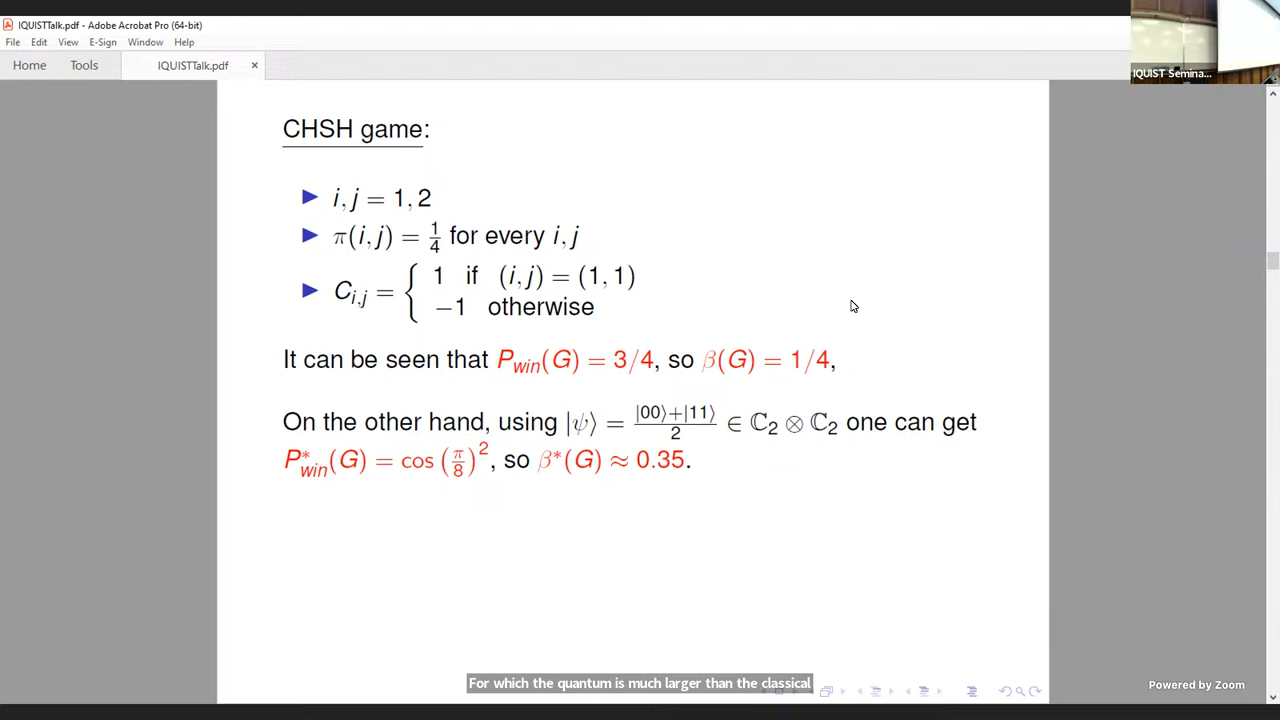 IQUISTTalk.pdf - Adobe Acrobat Pro (64-bit)
File Edit View E-Sign Window Help
Home Tools IQUISTTalk.pdf ×
IQUIST Semina...
CHSH game:
▶ i, j = 1, 2
▶ π(i, j) = 1/4 for every i, j
▶ C_{i,j} = { 1 if (i, j) = (1, 1)
−1 otherwise
It can be seen that P_win(G) = 3/4, so β(G) = 1/4,
On the other hand, using |ψ⟩ = (|00⟩+|11⟩)/2 ∈ ℂ₂ ⊗ ℂ₂ one can get
P*_win(G) = cos (π/8)², so β*(G) ≈ 0.35.
For which the quantum is much larger than the classical
Powered by Zoom